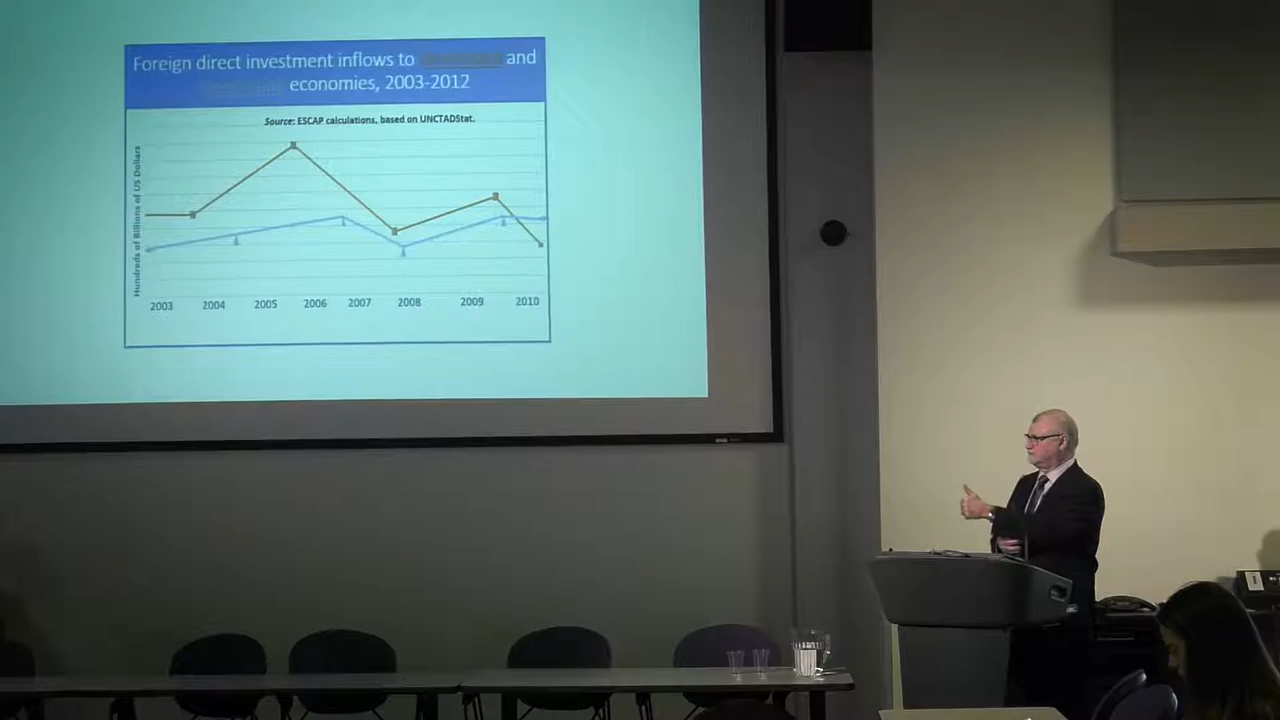 Foreign direct investment inflows to and
economies, 2003-2012
Source: ESCAP calculations, based on UNCTADStat.
Hundreds of Billions of US Dollars
2003 2004 2005 2006 2007 2008 2009 2010